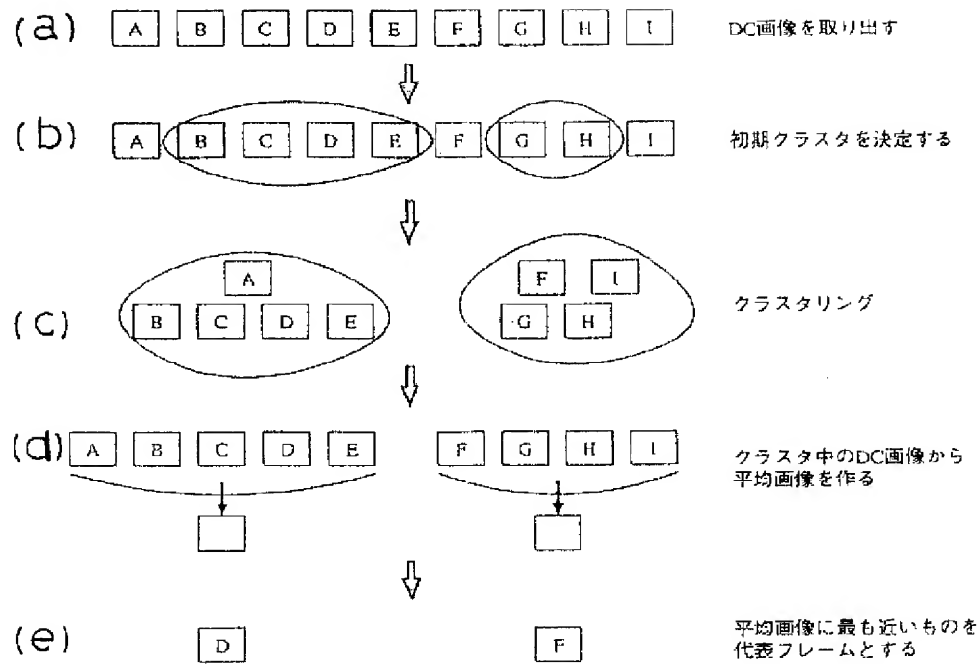 (a) A B C D E F G H I DC画像を取り出す
(b) A B C D E F G H I 初期クラスタを決定する
A F I
(c) B C D E G H クラスタリング
(d) A B C D E F G H I クラスタ中のDC画像から
平均画像を作る
(e) D F 平均画像に最も近いものを
代表フレームとする